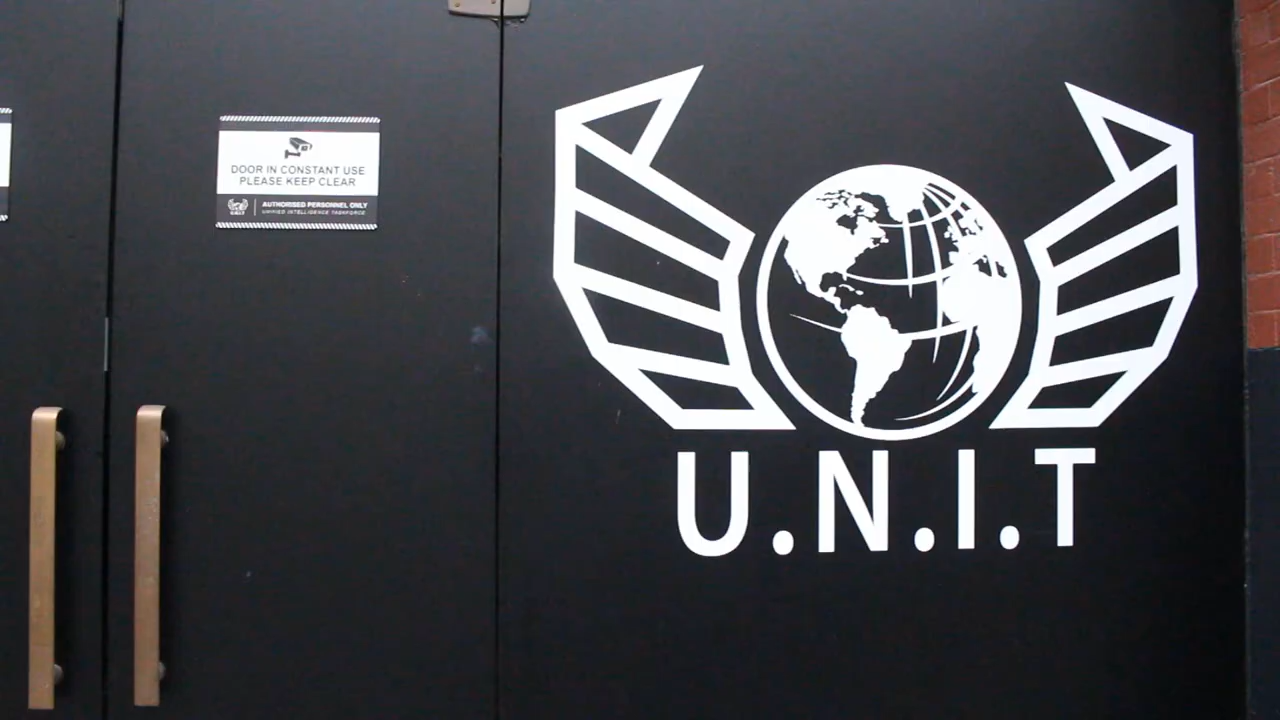 DOOR IN CONSTANT USE
PLEASE KEEP CLEAR
AUTHORISED PERSONNEL ONLY
UNIFIED INTELLIGENCE TASKFORCE
U.N.I.T